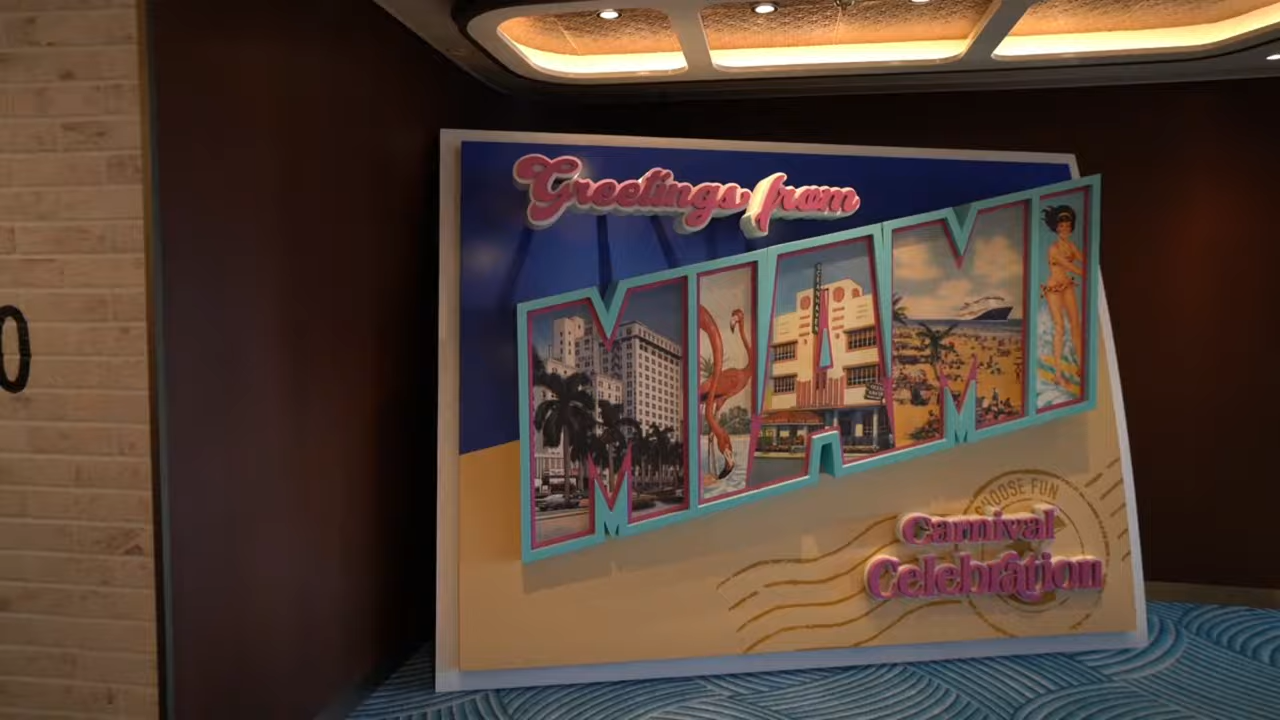 Greetings from
MIAMI
CHOOSE FUN
Carnival
Celebration